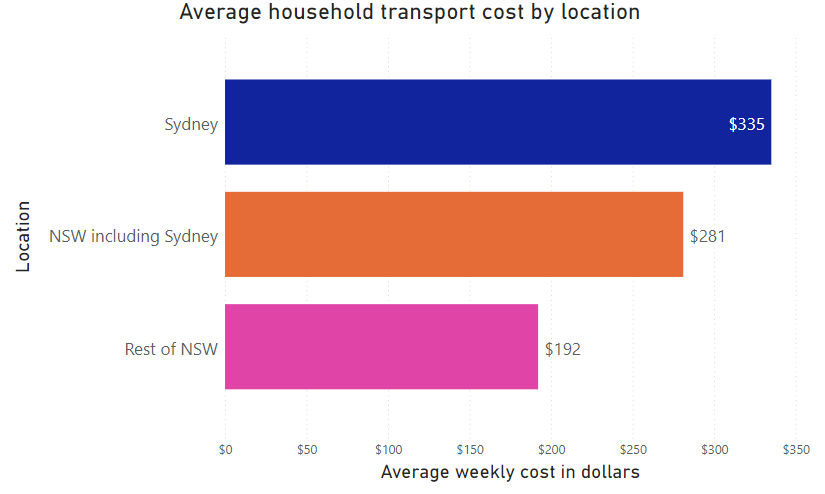 Average household transport cost by location
Sydney
$335
Location
NSW including Sydney
$281
Rest of NSW
$192
$0 $50 $100 $150 $200 $250 $300 $350
Average weekly cost in dollars